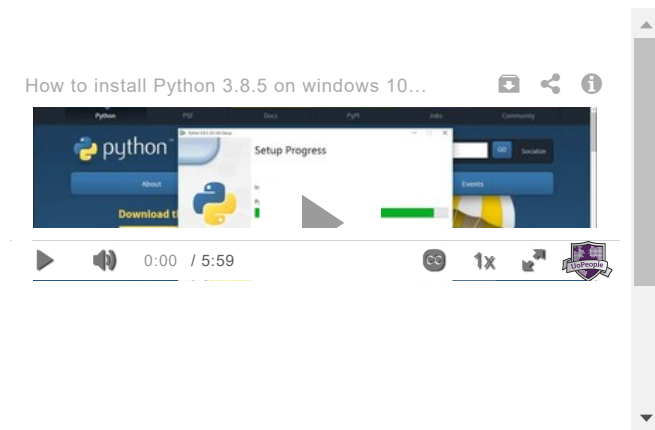 How to install Python 3.8.5 on windows 10...
Python PSF Docs PyPI Jobs Community
python
Setup Progress
GO Socialize
About Events
Download t
0:00 / 5:59
CC 1x
UoPeople